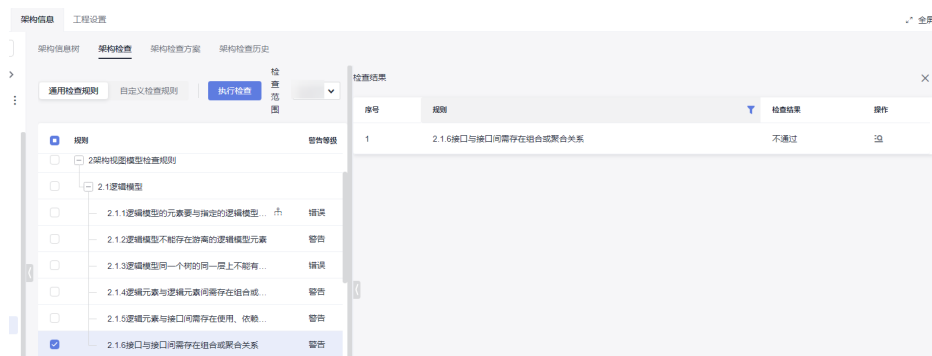 架构信息 工程设置 全屏
架构信息树 架构检查 架构检查方案 架构检查历史
通用检查规则 自定义检查规则 执行检查 检查范围
规则 警告等级
2架构视图模型检查规则
2.1逻辑模型
2.1.1逻辑模型的元素要与指定的逻辑模型... 错误
2.1.2逻辑模型不能存在游离的逻辑模型元素 警告
2.1.3逻辑模型同一个树的同一层上不能有... 错误
2.1.4逻辑元素与逻辑元素间需存在组合或... 警告
2.1.5逻辑元素与接口间需存在使用、依赖... 警告
2.1.6接口与接口间需存在组合或聚合关系 警告
检查结果
序号 规则 检查结果 操作
1 2.1.6接口与接口间需存在组合或聚合关系 不通过